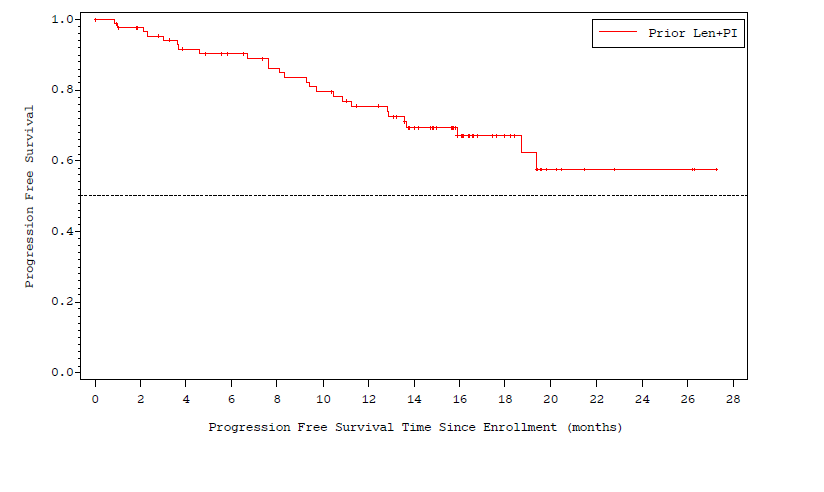 Prior Len+PI
Progression Free Survival
1.0
0.8
0.6
0.4
0.2
0.0
0 2 4 6 8 10 12 14 16 18 20 22 24 26 28
Progression Free Survival Time Since Enrollment (months)